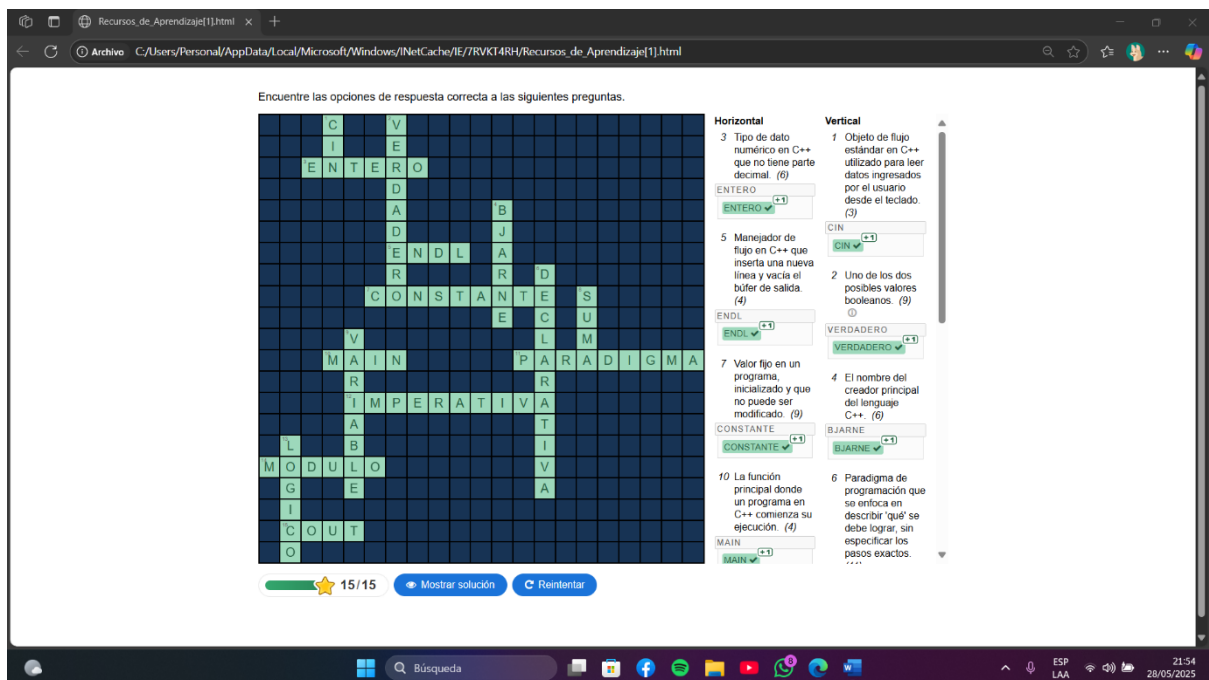 Recursos_de_Aprendizaje[1].html
Archivo C:/Users/Personal/AppData/Local/Microsoft/Windows/INetCache/IE/7RVKT4RH/Recursos_de_Aprendizaje[1].html
Encuentre las opciones de respuesta correcta a las siguientes preguntas.
C V
I E
E N T E R O
D
A B
D J
E N D L A
R R D
C O N S T A N T E S
E C U
V L M
M A I N P A R A D I G M A
R R
I M P E R A T I V A
A T
L B I
M O D U L O V
G E A
I
C O U T
O
15/15
Mostrar solución
Reintentar
Horizontal
3 Tipo de dato
numérico en C++
que no tiene parte
decimal. (6)
ENTERO
ENTERO +1
5 Manejador de
flujo en C++ que
inserta una nueva
línea y vacía el
búfer de salida.
(4)
ENDL
ENDL +1
7 Valor fijo en un
programa,
inicializado y que
no puede ser
modificado. (9)
CONSTANTE
CONSTANTE +1
10 La función
principal donde
un programa en
C++ comienza su
ejecución. (4)
MAIN
MAIN +1
Vertical
1 Objeto de flujo
estándar en C++
utilizado para leer
datos ingresados
por el usuario
desde el teclado.
(3)
CIN
CIN +1
2 Uno de los dos
posibles valores
booleanos. (9)
VERDADERO
VERDADERO +1
4 El nombre del
creador principal
del lenguaje
C++. (6)
BJARNE
BJARNE +1
6 Paradigma de
programación que
se enfoca en
describir 'qué' se
debe lograr, sin
especificar los
pasos exactos.
Búsqueda
8
ESP
LAA
21:54
28/05/2025